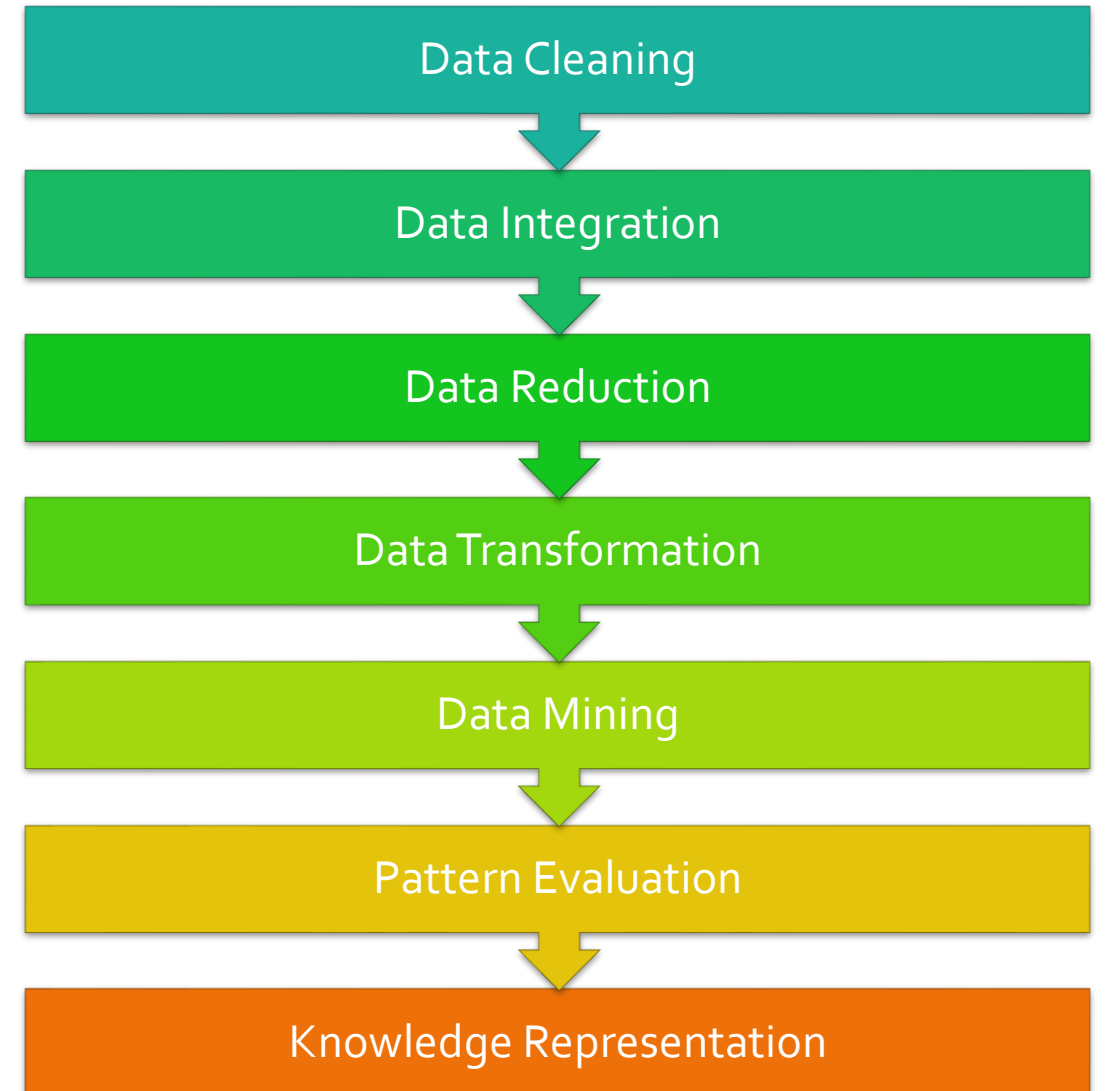 Data Cleaning
Data Integration
Data Reduction
Data Transformation
Data Mining
Pattern Evaluation
Knowledge Representation